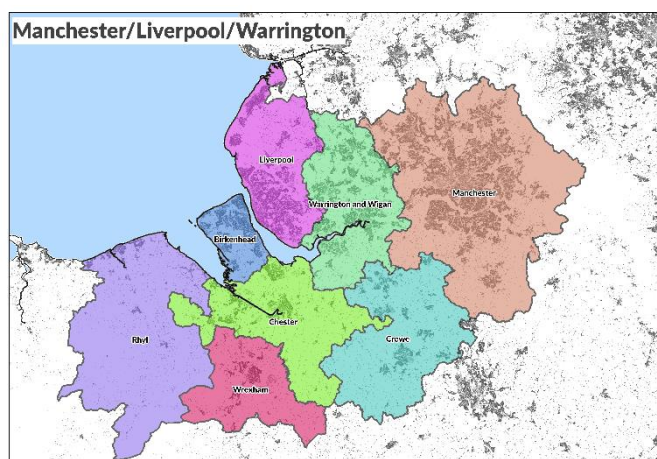 Manchester/Liverpool/Warrington
Liverpool
Manchester
Warrington and Wigan
Birkenhead
Chester
Rhyl
Crewe
Wrexham